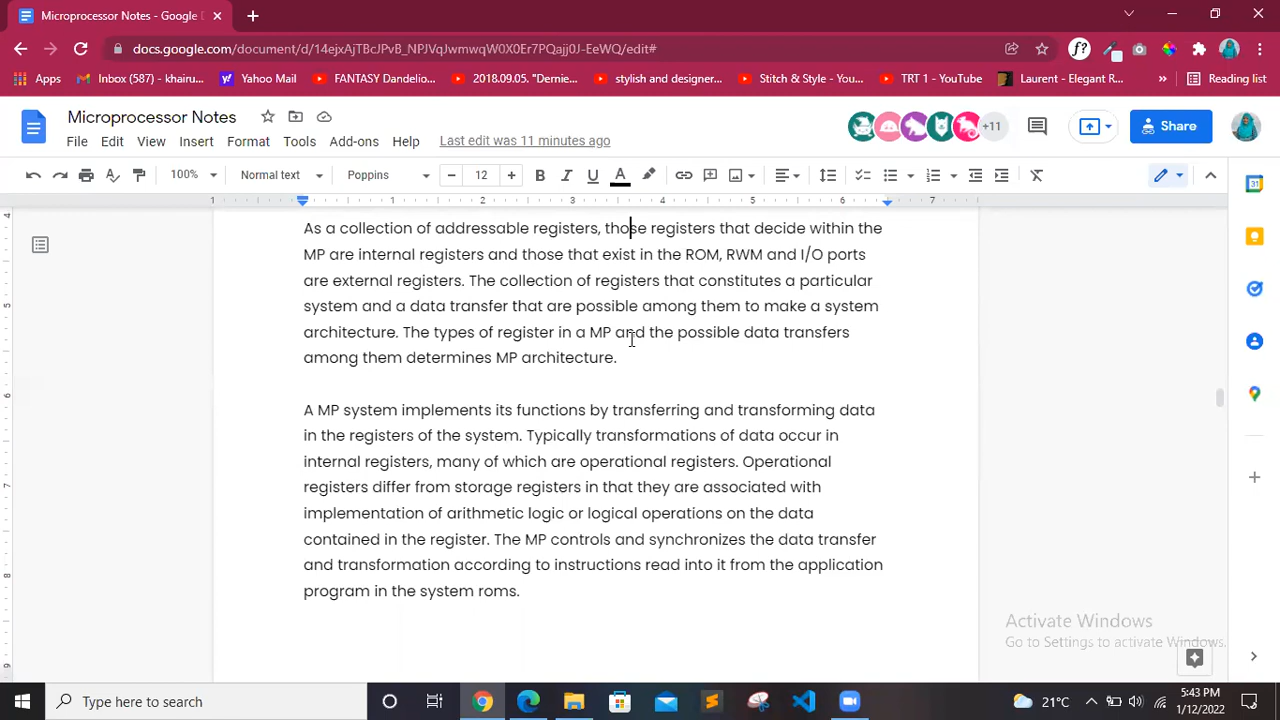 Microprocessor Notes - Google D
docs.google.com/document/d/14ejxAjTBcJPvB_NPJVqJwmwqW0X0Er7PQajj0J-EeWQ/edit#
Apps Inbox (587) - khairu... Yahoo Mail FANTASY Dandelio... 2018.09.05. "Dernie... stylish and designer... Stitch & Style - You... TRT 1 - YouTube Laurent - Elegant R... » Reading list
Microprocessor Notes
+11 Share
File Edit View Insert Format Tools Add-ons Help Last edit was 11 minutes ago
100% Normal text Poppins − 12 + B I U A
1 1 2 3 4 5 6 7
As a collection of addressable registers, those registers that decide within the
MP are internal registers and those that exist in the ROM, RWM and I/O ports
are external registers. The collection of registers that constitutes a particular
system and a data transfer that are possible among them to make a system
architecture. The types of register in a MP and the possible data transfers
among them determines MP architecture.
A MP system implements its functions by transferring and transforming data
in the registers of the system. Typically transformations of data occur in
internal registers, many of which are operational registers. Operational
registers differ from storage registers in that they are associated with
implementation of arithmetic logic or logical operations on the data
contained in the register. The MP controls and synchronizes the data transfer
and transformation according to instructions read into it from the application
program in the system roms.
Activate Windows
Go to Settings to activate Windows.
Type here to search
21°C
5:43 PM
1/12/2022